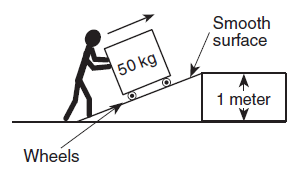 Smooth
surface
50 kg
1 meter
Wheels